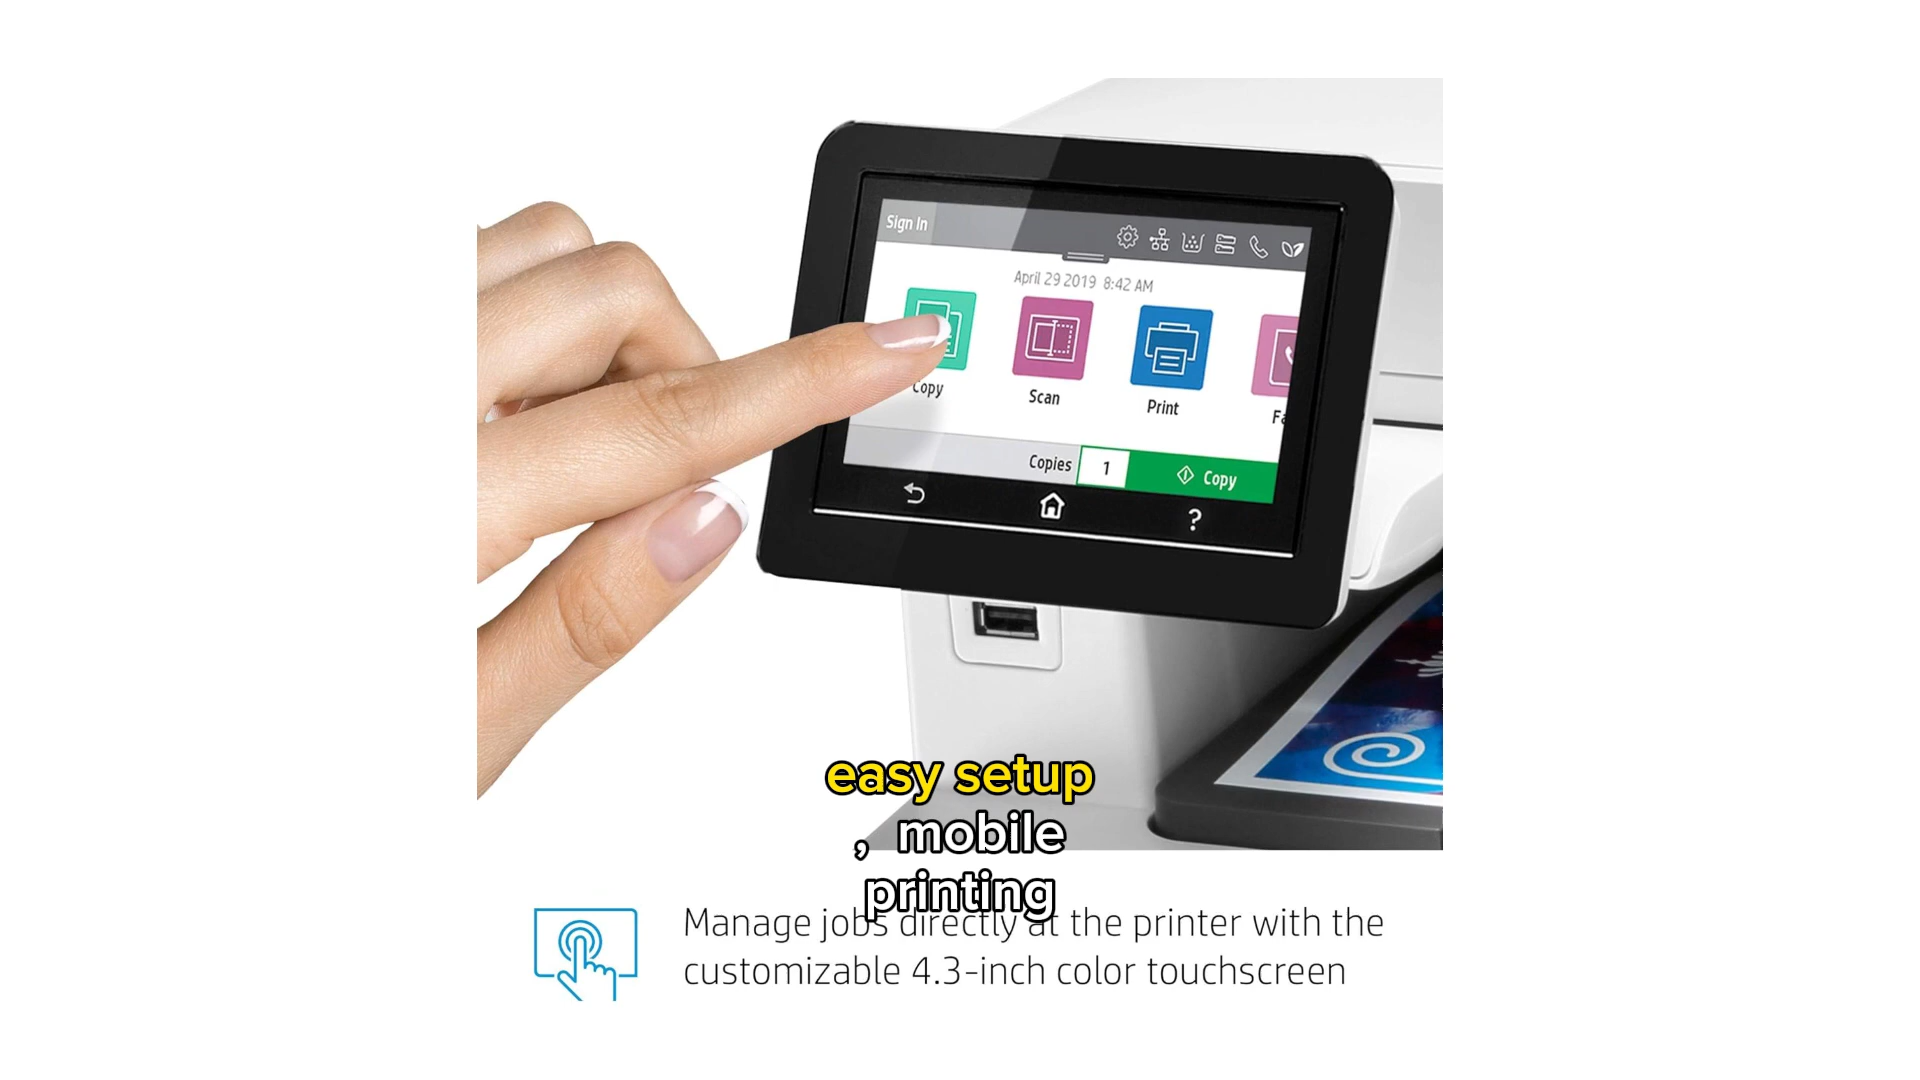 Sign In
April 29 2019 8:42 AM
Copy
Scan
Print
Fa
Copies 1 Copy
?
easy setup
, mobile
printing
Manage jobs directly at the printer with the
customizable 4.3-inch color touchscreen